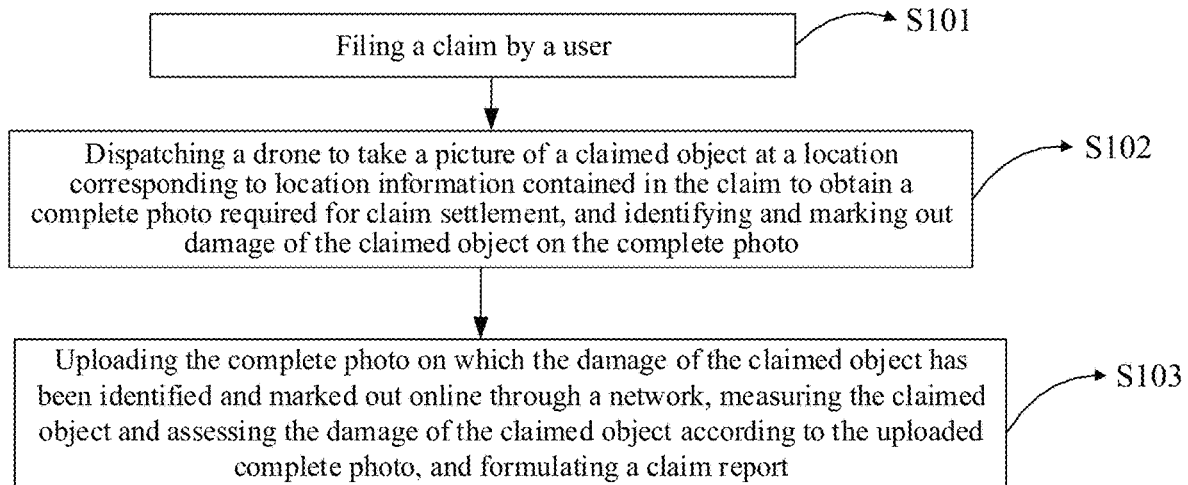 Filing a claim by a user
S101
Dispatching a drone to take a picture of a claimed object at a location
corresponding to location information contained in the claim to obtain a
complete photo required for claim settlement, and identifying and marking out
damage of the claimed object on the complete photo
S102
Uploading the complete photo on which the damage of the claimed object has
been identified and marked out online through a network, measuring the claimed
object and assessing the damage of the claimed object according to the uploaded
complete photo, and formulating a claim report
S103